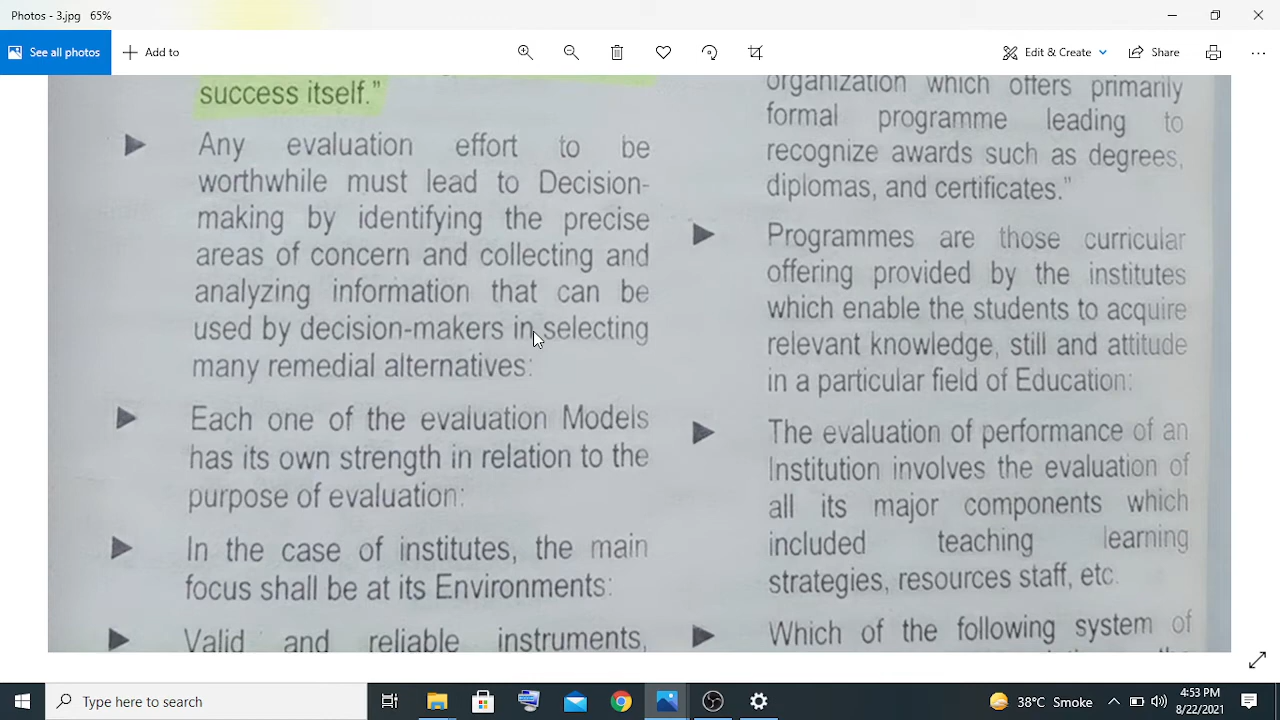 Photos - 3.jpg 65%
See all photos
Add to
Edit & Create
Share
success itself."
Any evaluation effort to be
worthwhile must lead to Decision-
making by identifying the precise
areas of concern and collecting and
analyzing information that can be
used by decision-makers in selecting
many remedial alternatives:
Each one of the evaluation Models
has its own strength in relation to the
purpose of evaluation:
In the case of institutes, the main
focus shall be at its Environments:
Valid and reliable instruments,
organization which offers primarily
formal programme leading to
recognize awards such as degrees,
diplomas, and certificates."
Programmes are those curricular
offering provided by the institutes
which enable the students to acquire
relevant knowledge, still and attitude
in a particular field of Education:
The evaluation of performance of an
Institution involves the evaluation of
all its major components which
included teaching learning
strategies, resources staff, etc.
Which of the following system of
Type here to search
38°C Smoke
4:53 PM
8/22/2021